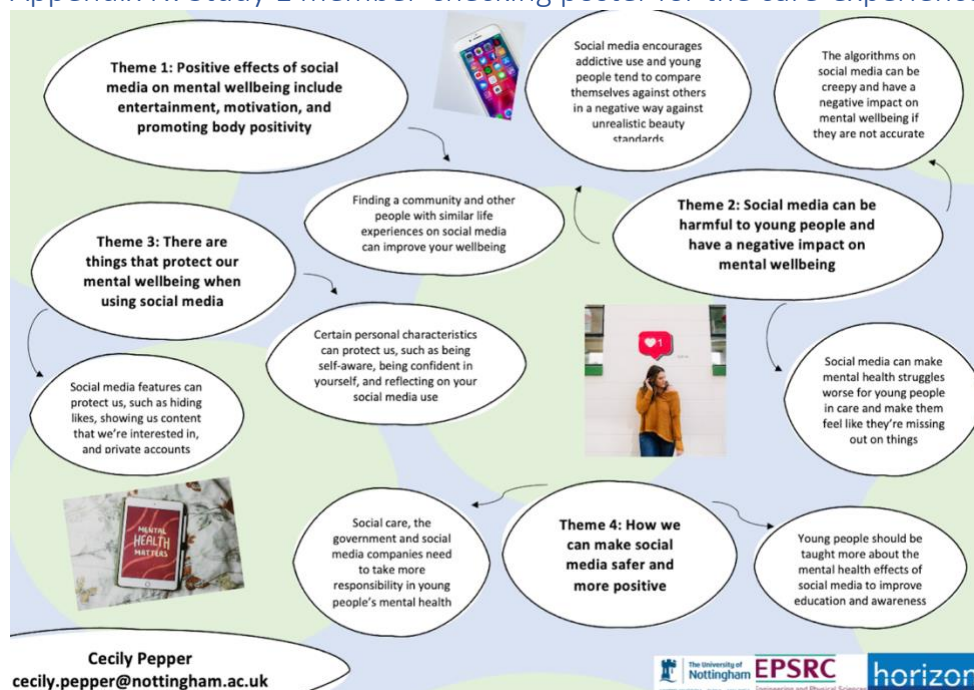 Appendix N: Study 2 member checking poster for the care-experienc
Theme 1: Positive effects of social
media on mental wellbeing include
entertainment, motivation, and
promoting body positivity
Finding a community and other
people with similar life
experiences on social media
can improve your wellbeing
Social media encourages
addictive use and young
people tend to compare
themselves against others
in a negative way against
unrealistic beauty
standards
The algorithms on
social media can be
creepy and have a
negative impact on
mental wellbeing if
they are not accurate
Theme 2: Social media can be
harmful to young people and
have a negative impact on
mental wellbeing
Social media can make
mental health struggles
worse for young people
in care and make them
feel like they're missing
out on things
Theme 3: There are
things that protect our
mental wellbeing when
using social media
Certain personal characteristics
can protect us, such as being
self-aware, being confident in
yourself, and reflecting on your
social media use
Social media features can
protect us, such as hiding
likes, showing us content
that we're interested in,
and private accounts
1
MENTAL
HEALTH
MATTERS
Social care, the
government and social
media companies need
to take more
responsibility in young
people's mental health
Theme 4: How we
can make social
media safer and
more positive
Young people should be
taught more about the
mental health effects of
social media to improve
education and awareness
Cecily Pepper
cecily.pepper@nottingham.ac.uk
The University of
Nottingham
EPSRC
Engineering and Physical Sciences
horizon